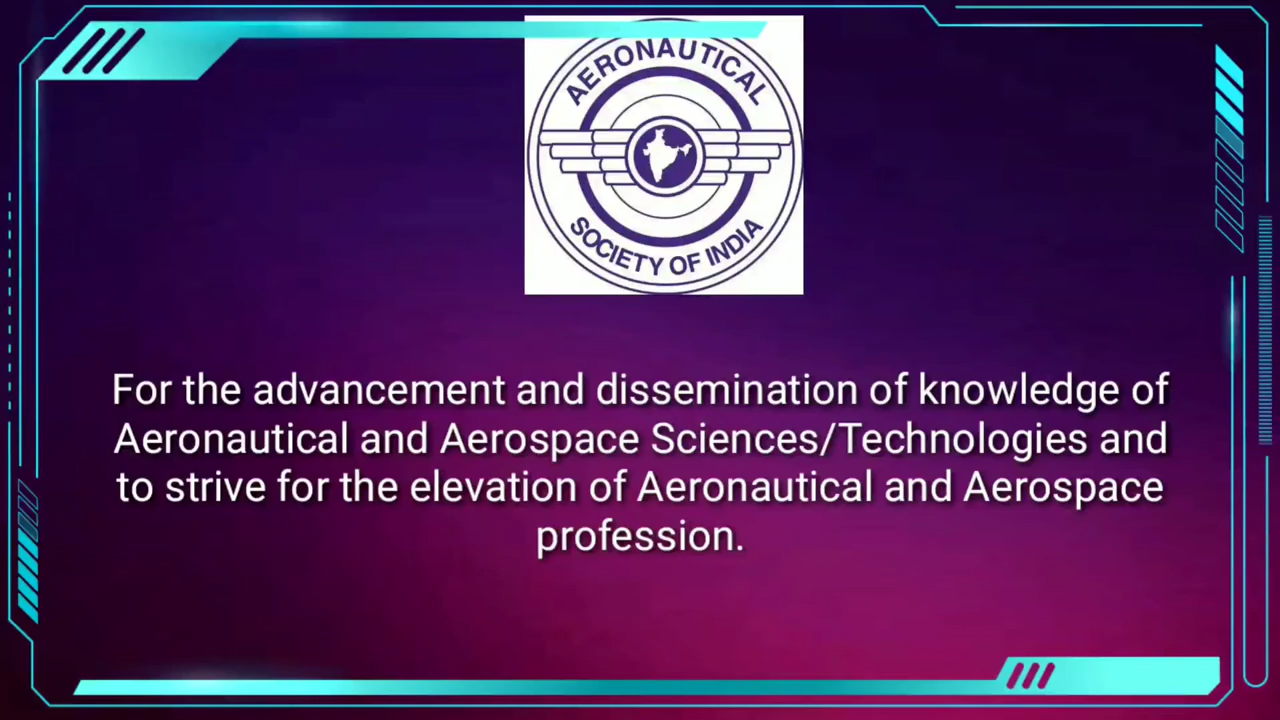 AERONAUTICAL
SOCIETY OF INDIA
For the advancement and dissemination of knowledge of
Aeronautical and Aerospace Sciences/Technologies and
to strive for the elevation of Aeronautical and Aerospace
profession.